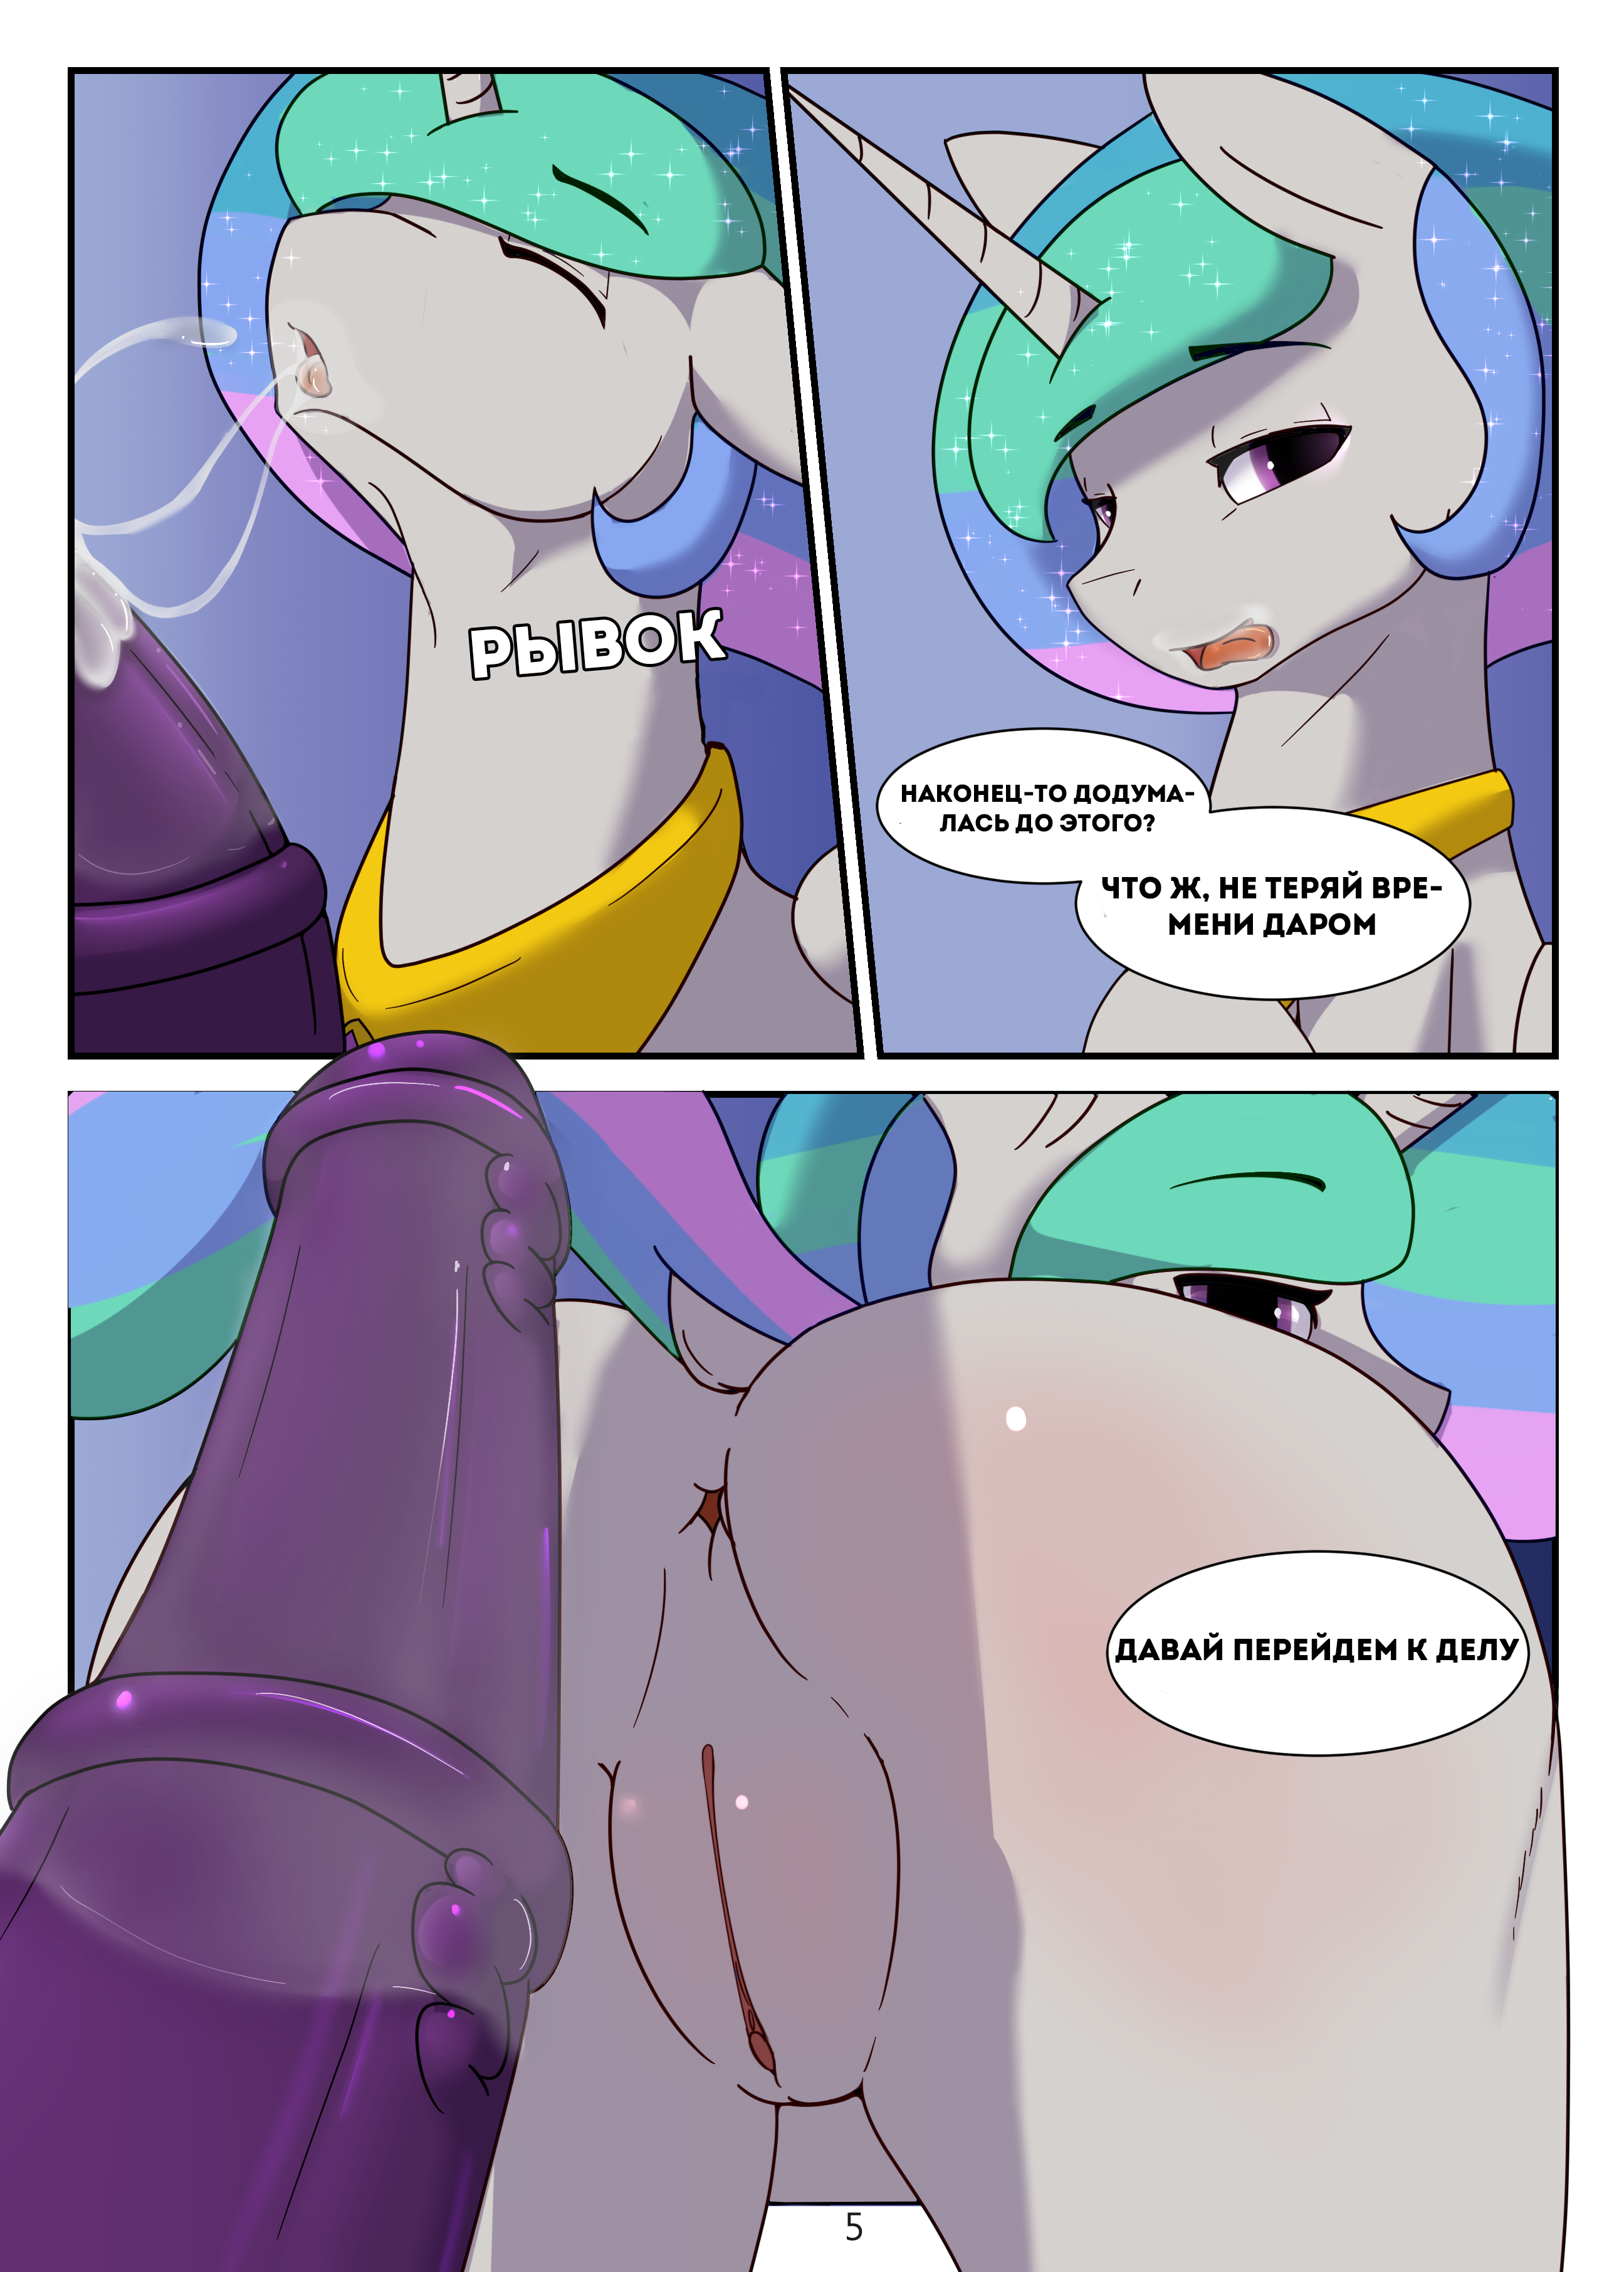 РЫВОК
НАКОНЕЦ-ТО ДОДУМА-
ЛАСЬ ДО ЭТОГО?
ЧТО Ж, НЕ ТЕРЯЙ ВРЕ-
МЕНИ ДАРОМ
ДАВАЙ ПЕРЕЙДЕМ К ДЕЛУ
5